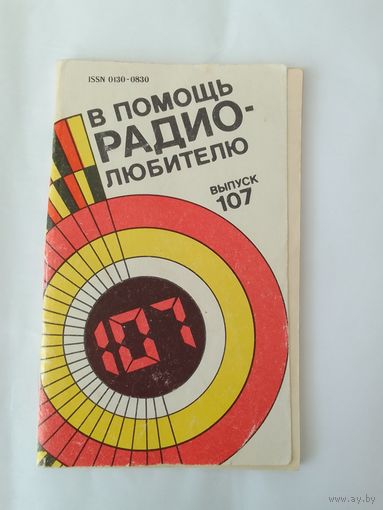 ISSN 0130-0830
В ПОМОЩЬ
РАДИО-
ЛЮБИТЕЛЮ
ВЫПУСК
107
107
www.ay.by